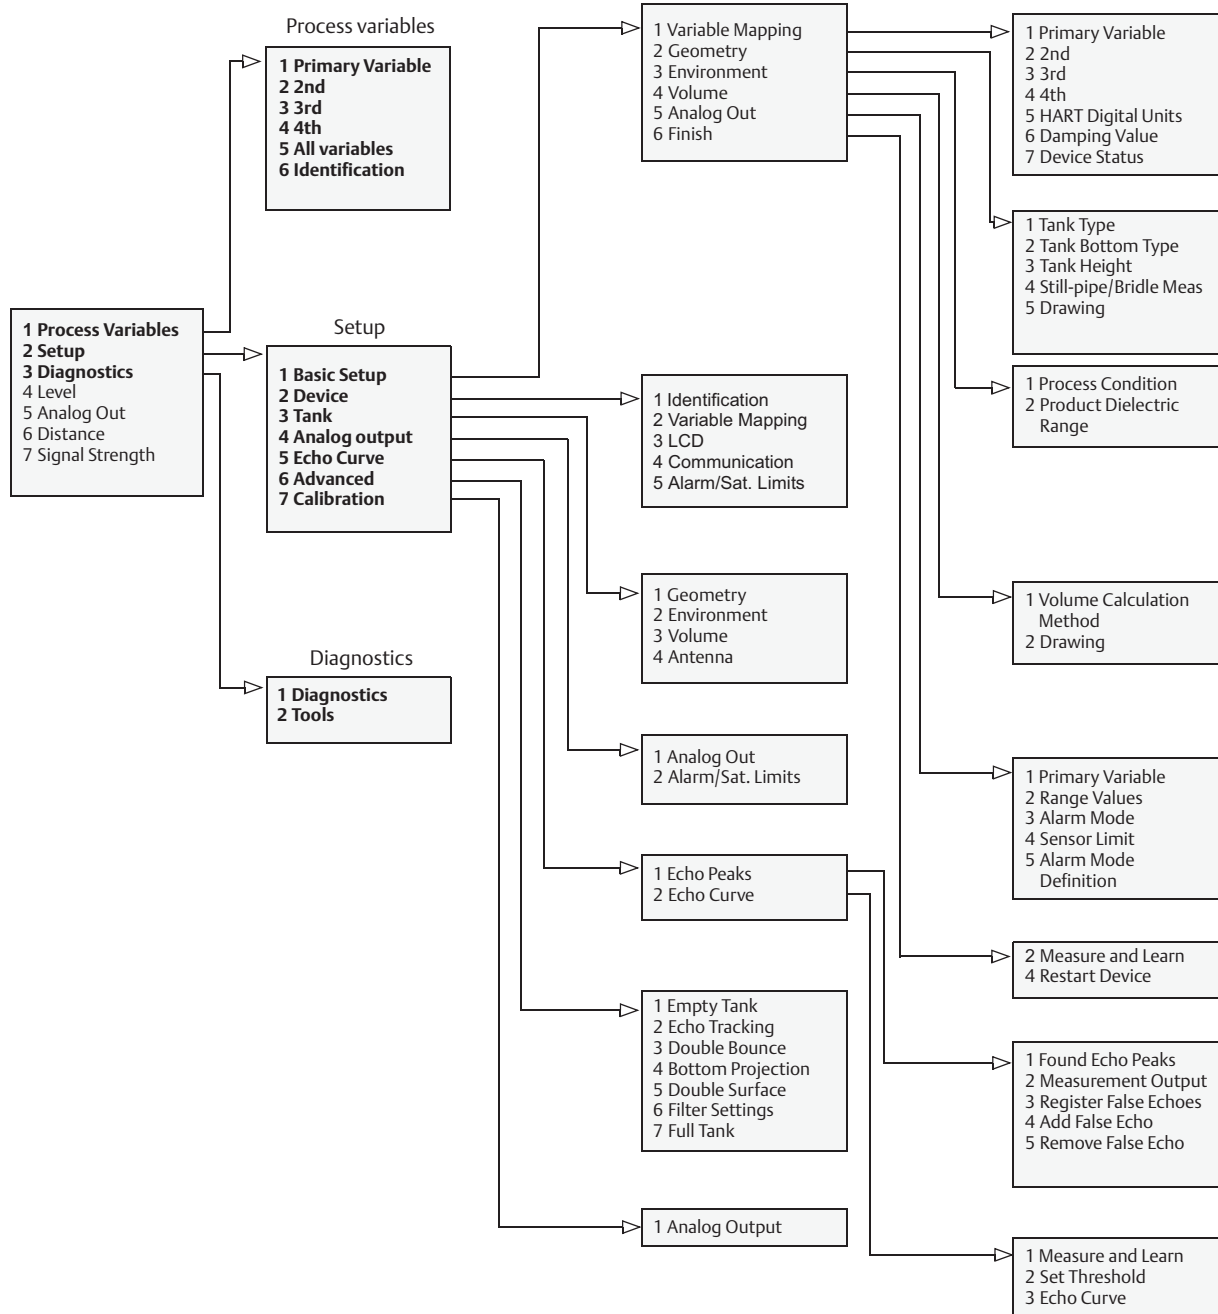 Process variables
1 Primary Variable
2 2nd
3 3rd
4 4th
5 All variables
6 Identification
1 Process Variables
2 Setup
3 Diagnostics
4 Level
5 Analog Out
6 Distance
7 Signal Strength
Setup
1 Basic Setup
2 Device
3 Tank
4 Analog output
5 Echo Curve
6 Advanced
7 Calibration
Diagnostics
1 Diagnostics
2 Tools
1 Variable Mapping
2 Geometry
3 Environment
4 Volume
5 Analog Out
6 Finish
1 Identification
2 Variable Mapping
3 LCD
4 Communication
5 Alarm/Sat. Limits
1 Geometry
2 Environment
3 Volume
4 Antenna
1 Analog Out
2 Alarm/Sat. Limits
1 Echo Peaks
2 Echo Curve
1 Empty Tank
2 Echo Tracking
3 Double Bounce
4 Bottom Projection
5 Double Surface
6 Filter Settings
7 Full Tank
1 Analog Output
1 Primary Variable
2 2nd
3 3rd
4 4th
5 HART Digital Units
6 Damping Value
7 Device Status
1 Tank Type
2 Tank Bottom Type
3 Tank Height
4 Still-pipe/Bridle Meas
5 Drawing
1 Process Condition
2 Product Dielectric
Range
1 Volume Calculation
Method
2 Drawing
1 Primary Variable
2 Range Values
3 Alarm Mode
4 Sensor Limit
5 Alarm Mode
Definition
2 Measure and Learn
4 Restart Device
1 Found Echo Peaks
2 Measurement Output
3 Register False Echoes
4 Add False Echo
5 Remove False Echo
1 Measure and Learn
2 Set Threshold
3 Echo Curve